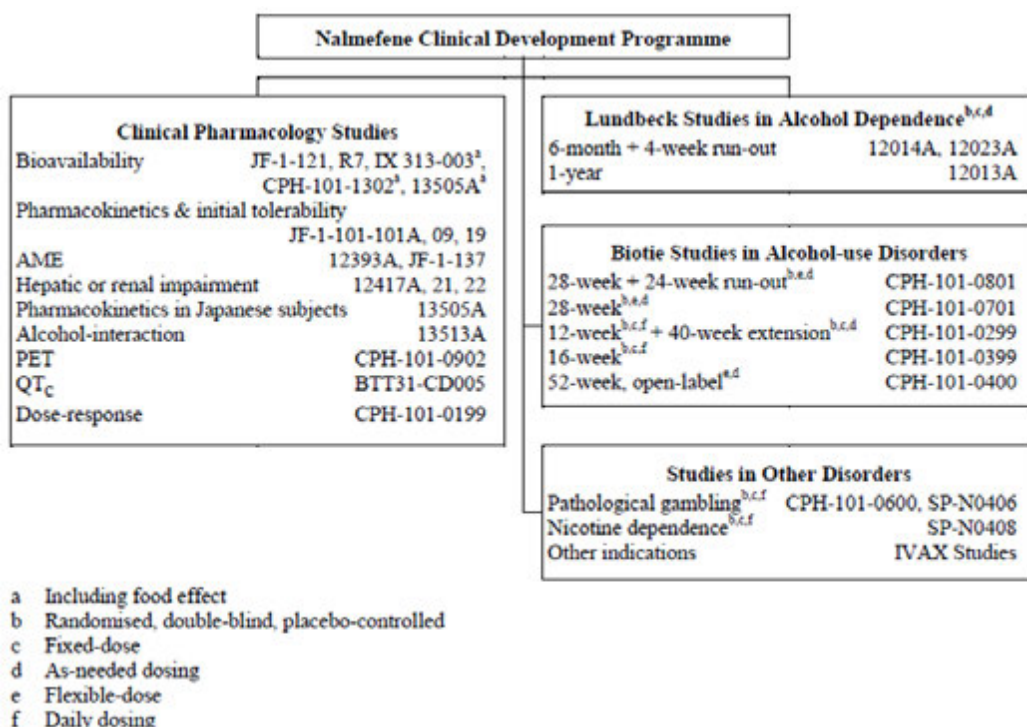 Nalmefene Clinical Development Programme
Clinical Pharmacology Studies
Bioavailability JF-1-121, R7, IX 313-003a,
CPH-101-1302a, 13505Aa
Pharmacokinetics & initial tolerability
JF-1-101-101A, 09, 19
AME 12393A, JF-1-137
Hepatic or renal impairment 12417A, 21, 22
Pharmacokinetics in Japanese subjects 13505A
Alcohol-interaction 13513A
PET CPH-101-0902
QTC BTT31-CD005
Dose-response CPH-101-0199
Lundbeck Studies in Alcohol Dependenceb,c,d
6-month + 4-week run-out 12014A, 12023A
1-year 12013A
Biotie Studies in Alcohol-use Disorders
28-week + 24-week run-outb,e,d CPH-101-0801
28-weekb,e,d CPH-101-0701
12-weekb,c,f + 40-week extensionb,c,d CPH-101-0299
16-weekb,c,f CPH-101-0399
52-week, open-labele,d CPH-101-0400
Studies in Other Disorders
Pathological gamblingb,c,f CPH-101-0600, SP-N0406
Nicotine dependenceb,c,f SP-N0408
Other indications IVAX Studies
a Including food effect
b Randomised, double-blind, placebo-controlled
c Fixed-dose
d As-needed dosing
e Flexible-dose
f Daily dosing